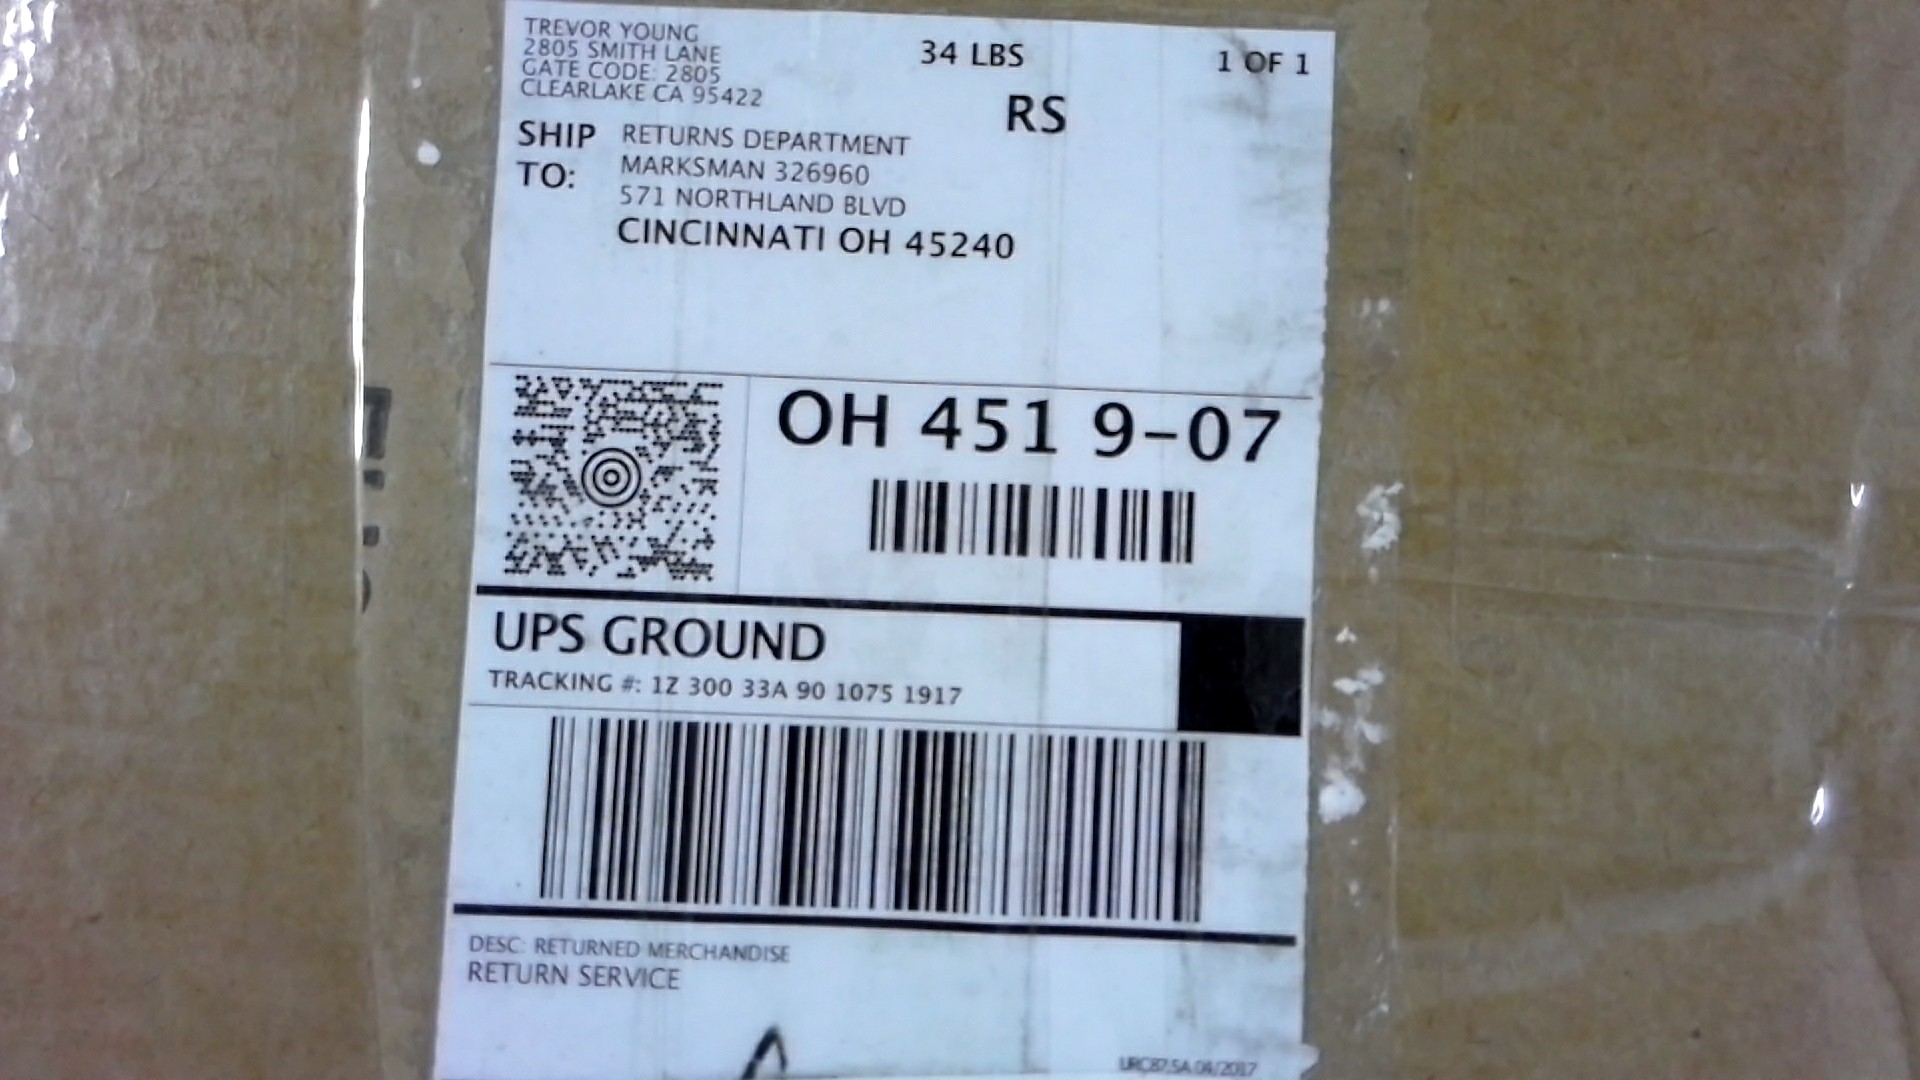 TREVOR YOUNG
2805 SMITH LANE
GATE CODE: 2805
CLEARLAKE CA 95422
34 LBS
1 OF 1
RS
SHIP TO:
RETURNS DEPARTMENT
MARKSMAN 326960
571 NORTHLAND BLVD
CINCINNATI OH 45240
OH 451 9-07
UPS GROUND
TRACKING #: 1Z 300 33A 90 1075 1917
DESC: RETURNED MERCHANDISE
RETURN SERVICE
04/2017